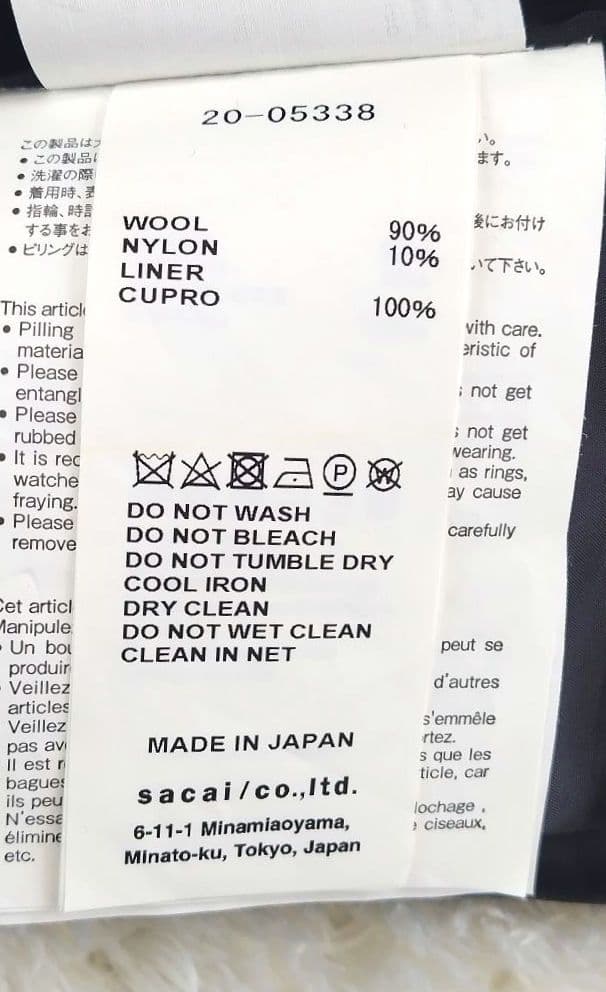 20-05338
WOOL 90%
NYLON 10%
LINER
CUPRO 100%
P
W
DO NOT WASH
DO NOT BLEACH
DO NOT TUMBLE DRY
COOL IRON
DRY CLEAN
DO NOT WET CLEAN
CLEAN IN NET
MADE IN JAPAN
sacai/co.,ltd.
6-11-1 Minamiaoyama,
Minato-ku, Tokyo, Japan
この製品は
• この製品
• 洗濯の際
• 着用時、
• 指輪、時計
する事をお
• ピリングは
This articl
• Pilling
materia
• Please
entangl
• Please
rubbed
• It is rec
watche
fraying.
• Please
remove
Cet articl
Manipule
• Un bou
produir
• Veillez
articles
Veillez
pas av
Il est r
bagues
ils peu
N'essa
élimine
etc.
い。
ます。
後にお付け
いて下さい。
with care.
eristic of
s not get
s not get
wearing.
as rings,
ay cause
carefully
peut se
d'autres
s'emmêle
rtez.
s que les
ticle, car
lochage ,
e ciseaux,